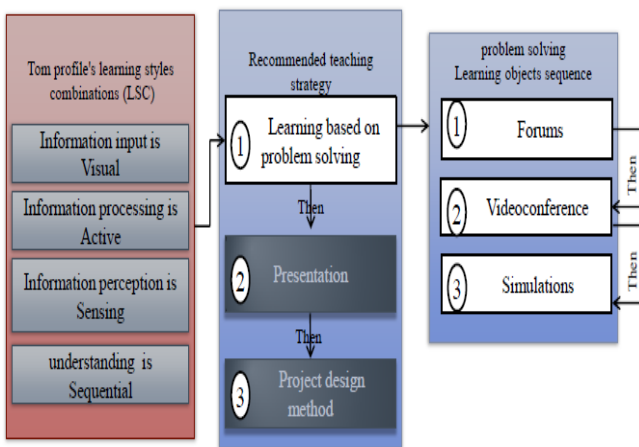 Tom profile's learning styles
combinations (LSC)
Information input is
Visual
Information processing is
Active
Information perception is
Sensing
understanding is
Sequential
Recommended teaching
strategy
1
Learning based on
problem solving
Then
2
Presentation
Then
3
Project design
method
problem solving
Learning objects sequence
1
Forums
Then
2
Videoconference
Then
3
Simulations